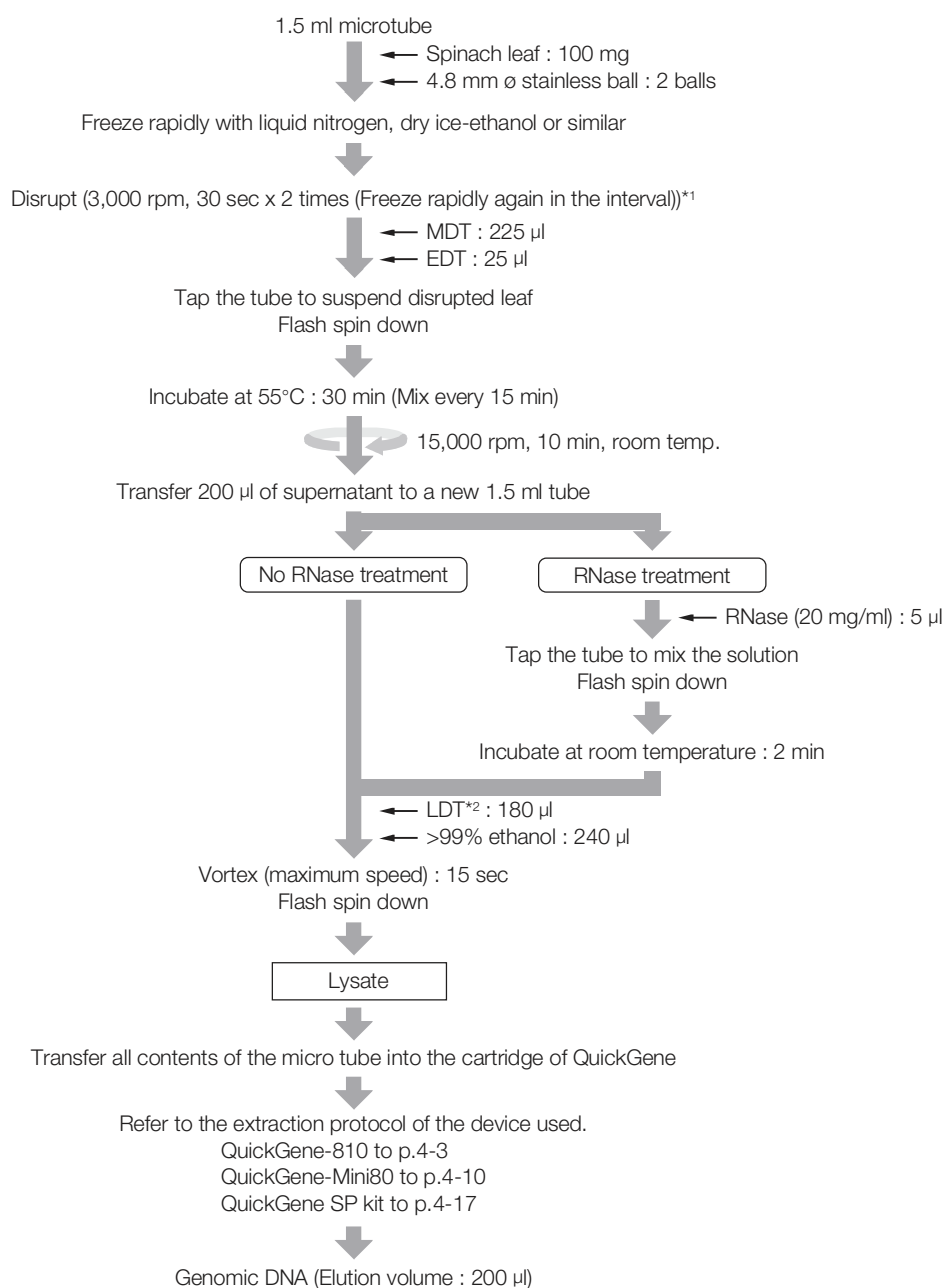 1.5 ml microtube
Spinach leaf : 100 mg
4.8 mm ø stainless ball : 2 balls
Freeze rapidly with liquid nitrogen, dry ice-ethanol or similar
Disrupt (3,000 rpm, 30 sec x 2 times (Freeze rapidly again in the interval))*1
MDT : 225 µl
EDT : 25 µl
Tap the tube to suspend disrupted leaf
Flash spin down
Incubate at 55°C : 30 min (Mix every 15 min)
15,000 rpm, 10 min, room temp.
Transfer 200 µl of supernatant to a new 1.5 ml tube
No RNase treatment
RNase treatment
RNase (20 mg/ml) : 5 µl
Tap the tube to mix the solution
Flash spin down
Incubate at room temperature : 2 min
LDT*2 : 180 µl
>99% ethanol : 240 µl
Vortex (maximum speed) : 15 sec
Flash spin down
Lysate
Transfer all contents of the micro tube into the cartridge of QuickGene
Refer to the extraction protocol of the device used.
QuickGene-810 to p.4-3
QuickGene-Mini80 to p.4-10
QuickGene SP kit to p.4-17
Genomic DNA (Elution volume : 200 µl)